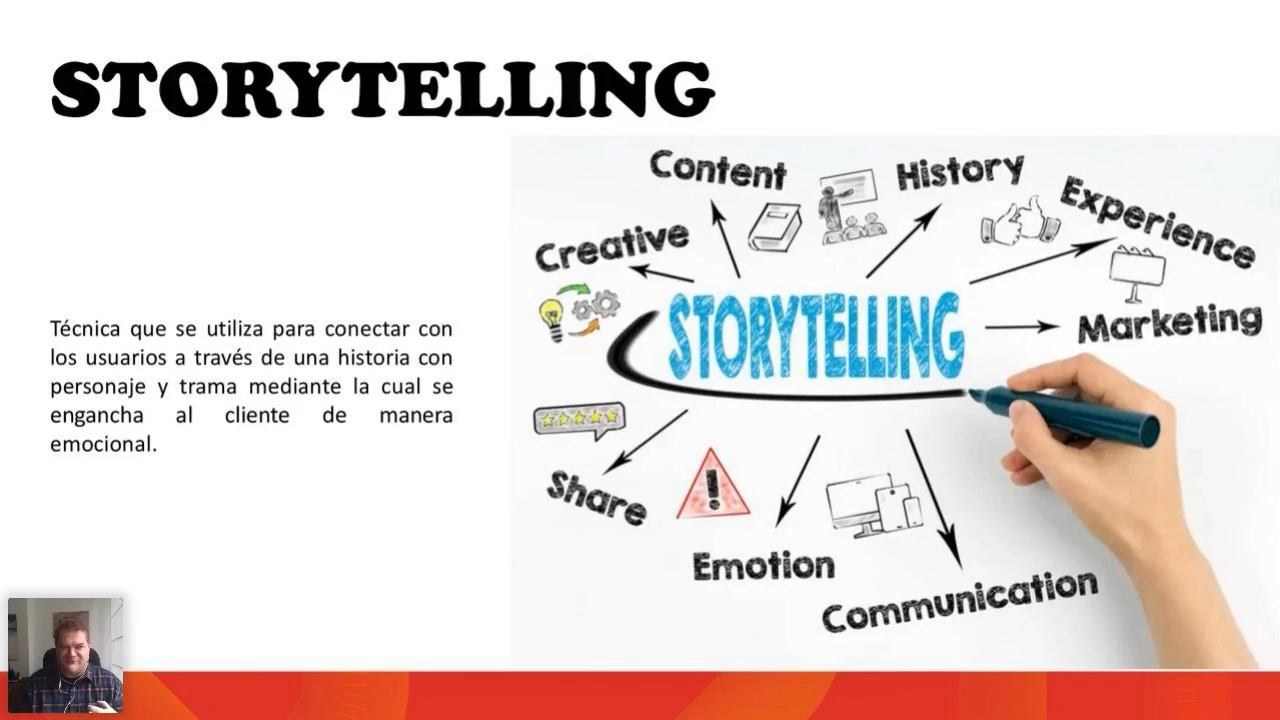 STORYTELLING
Técnica que se utiliza para conectar con
los usuarios a través de una historia con
personaje y trama mediante la cual se
engancha al cliente de manera
emocional.
Content
History
Experience
Creative
STORYTELLING
Marketing
Share
Emotion
Communication